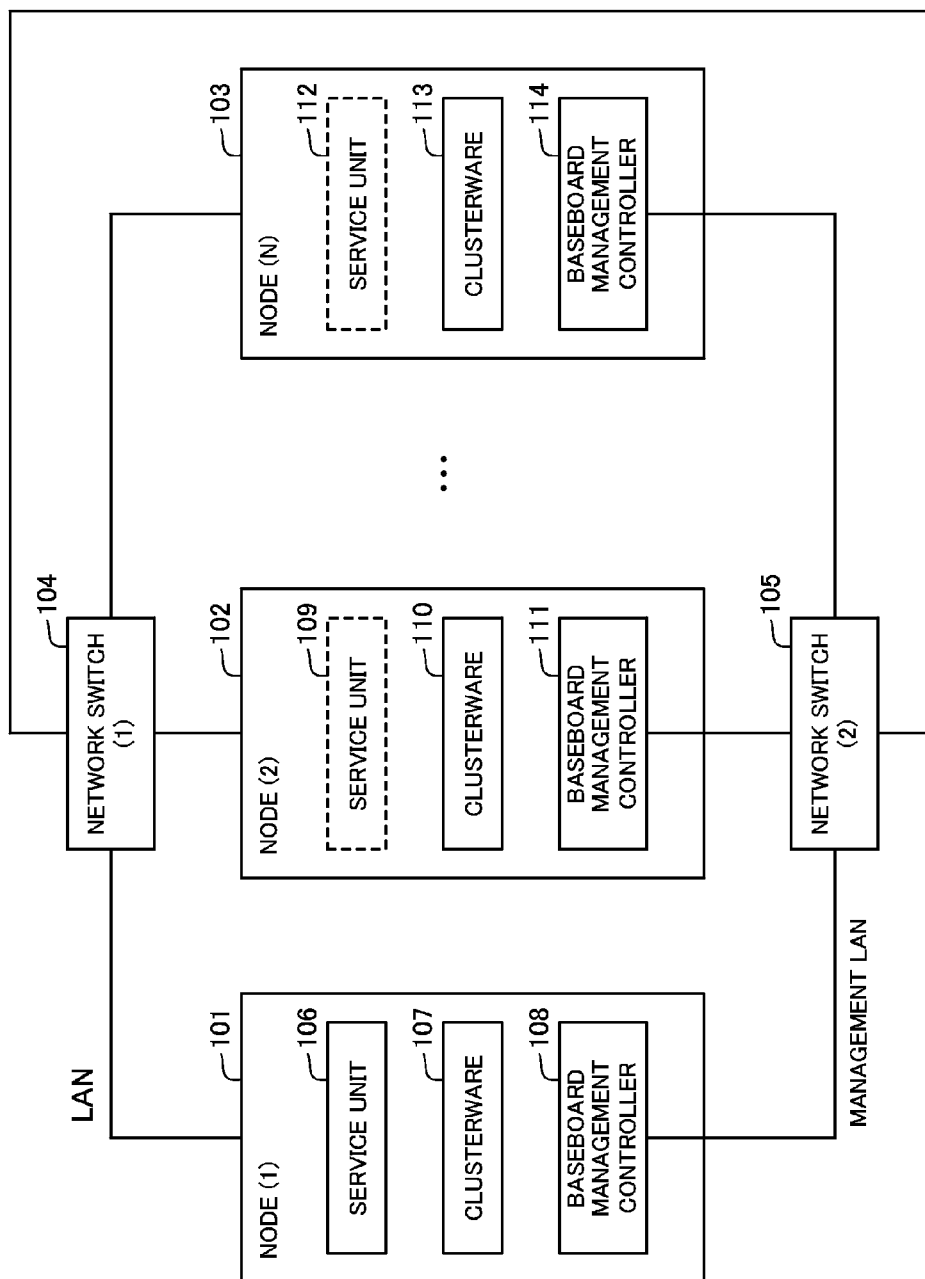 LAN
NETWORK SWITCH
(1)
104
NODE (1)
101
SERVICE UNIT
106
CLUSTERWARE
107
BASEBOARD
MANAGEMENT
CONTROLLER
108
NODE (2)
102
SERVICE UNIT
109
CLUSTERWARE
110
BASEBOARD
MANAGEMENT
CONTROLLER
111
...
NODE (N)
103
SERVICE UNIT
112
CLUSTERWARE
113
BASEBOARD
MANAGEMENT
CONTROLLER
114
MANAGEMENT LAN
NETWORK SWITCH
(2)
105